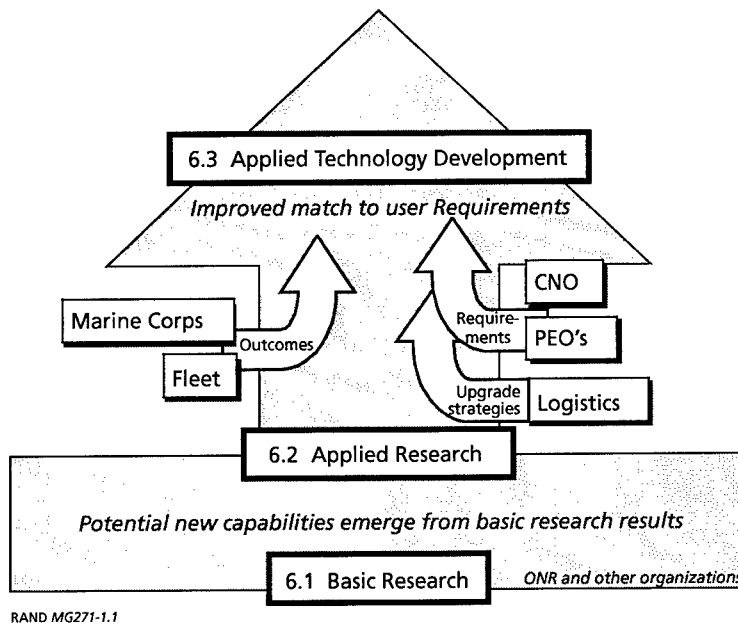 6.3 Applied Technology Development
Improved match to user Requirements
CNO
Marine Corps
Require-
ments
PEO's
Outcomes
Fleet
Upgrade
strategies
Logistics
6.2 Applied Research
Potential new capabilities emerge from basic research results
6.1 Basic Research
ONR and other organizations
RAND MG271-1.1